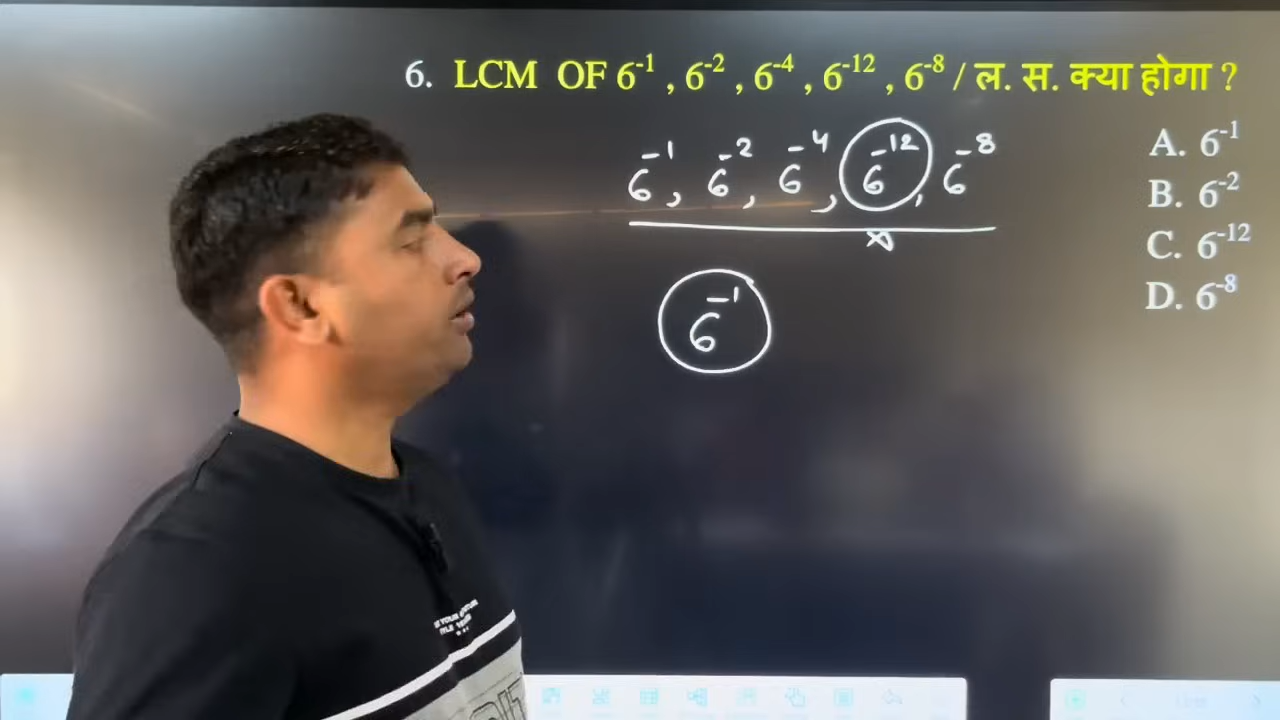 6. LCM OF 6⁻¹ , 6⁻² , 6⁻⁴ , 6⁻¹² , 6⁻⁸ / ल. स. क्या होगा ?
6⁻¹, 6⁻², 6⁻⁴, 6⁻¹², 6⁻⁸
6⁻¹
A. 6⁻¹
B. 6⁻²
C. 6⁻¹²
D. 6⁻⁸